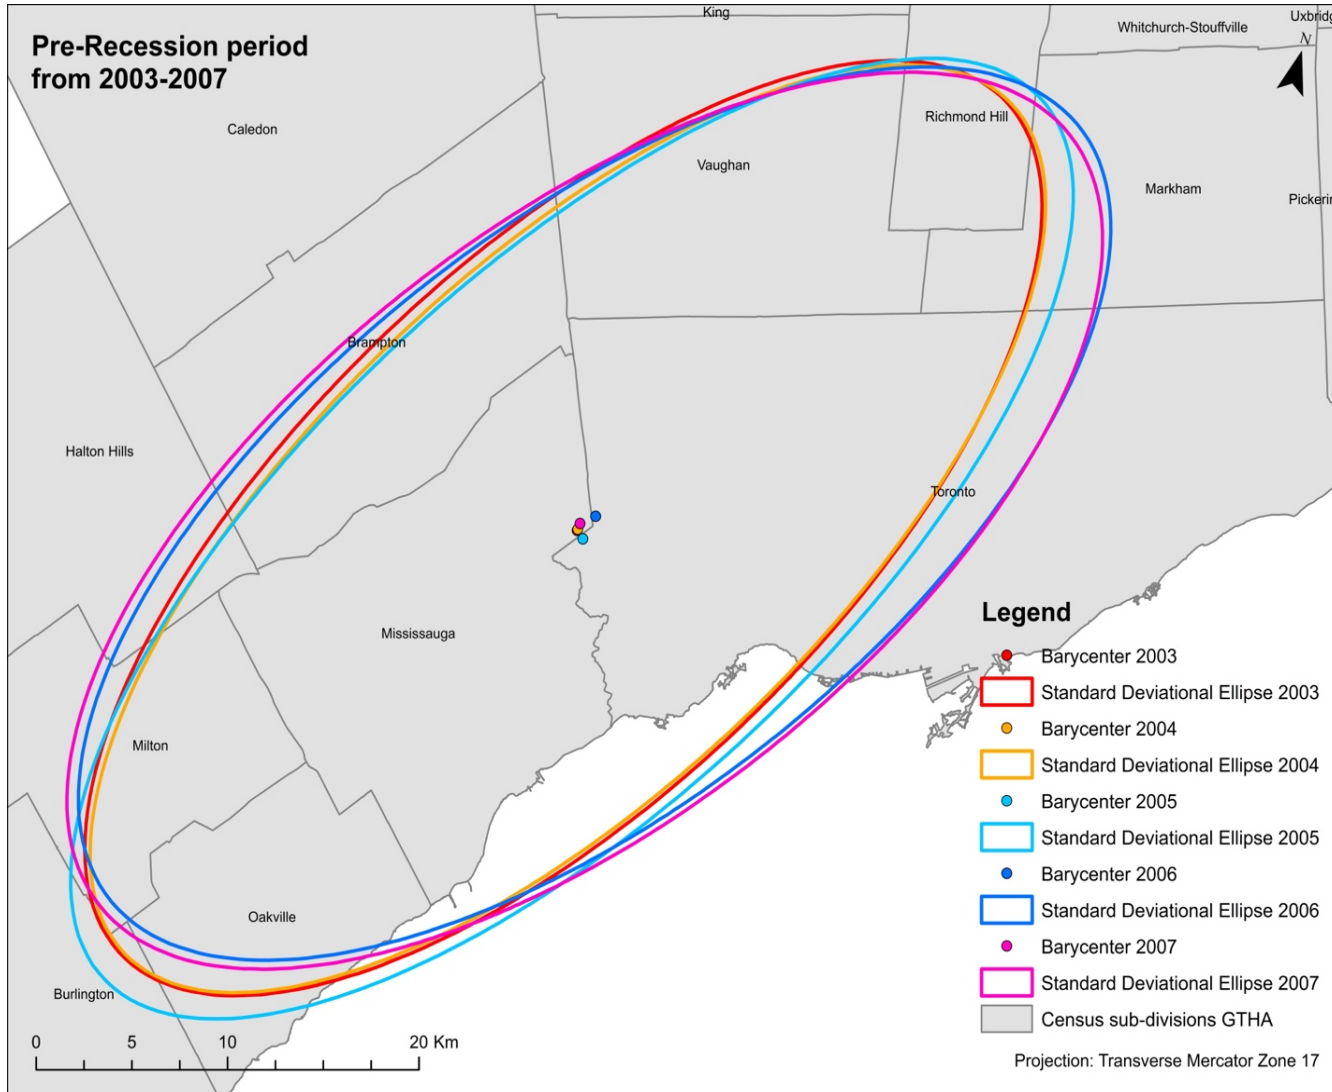 Pre-Recession period
from 2003-2007
King
Whitchurch-Stouffville
Uxbridg
N
Caledon
Richmond Hill
Vaughan
Markham
Pickerin
Brampton
Halton Hills
Toronto
Mississauga
Milton
Oakville
Burlington
Legend
Barycenter 2003
Standard Deviational Ellipse 2003
Barycenter 2004
Standard Deviational Ellipse 2004
Barycenter 2005
Standard Deviational Ellipse 2005
Barycenter 2006
Standard Deviational Ellipse 2006
Barycenter 2007
Standard Deviational Ellipse 2007
Census sub-divisions GTHA
0 5 10 20 Km
Projection: Transverse Mercator Zone 17